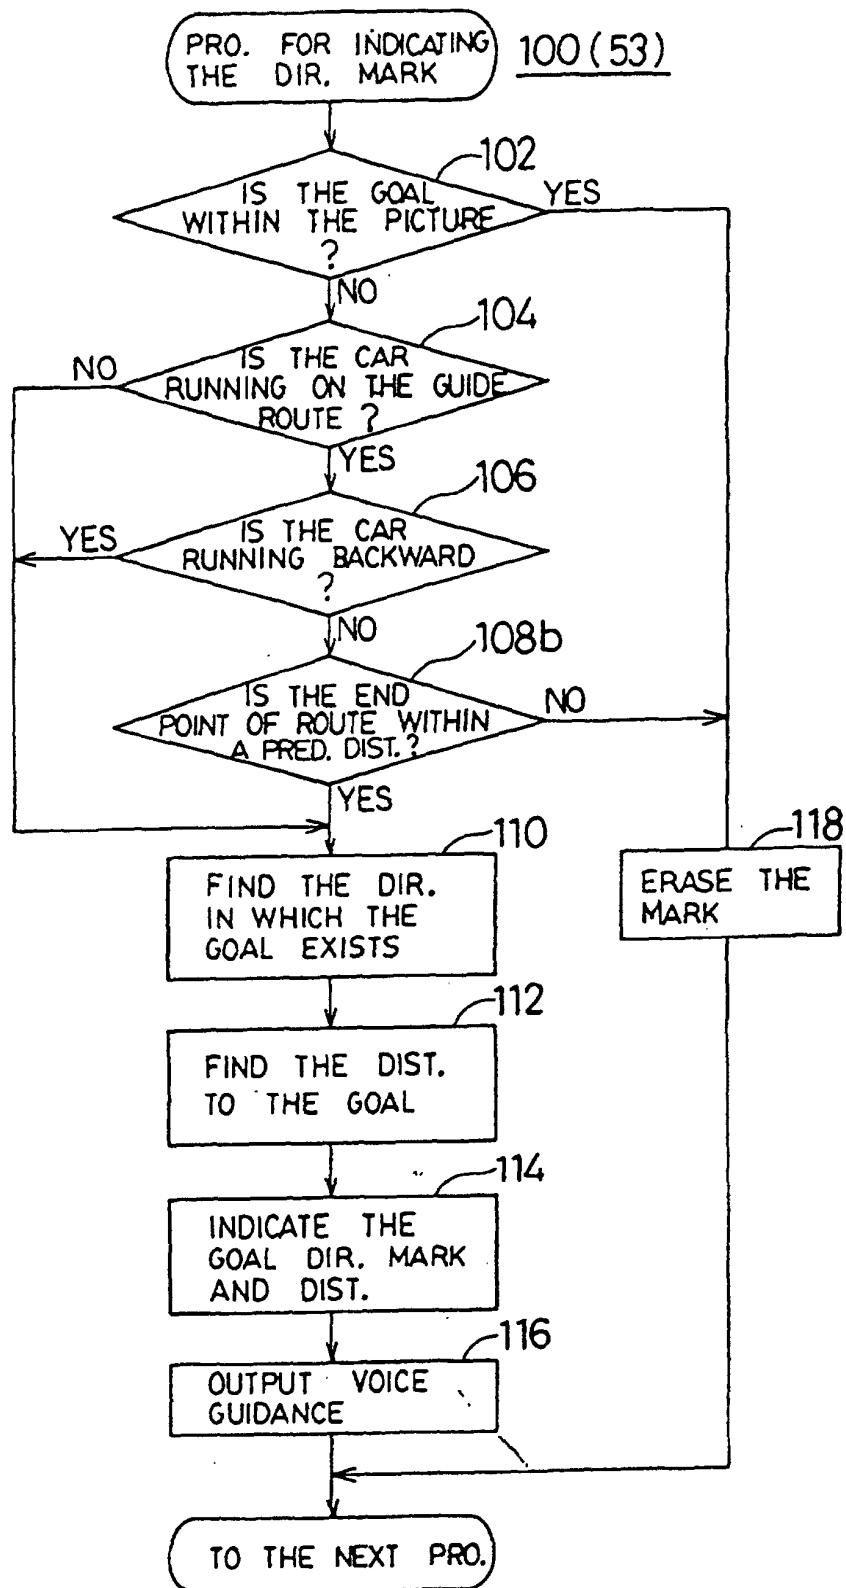 PRO. FOR INDICATING
THE DIR. MARK
100(53)
102
IS THE GOAL
WITHIN THE PICTURE
?
YES
NO
104
IS THE CAR
RUNNING ON THE GUIDE
ROUTE ?
NO
YES
106
IS THE CAR
RUNNING BACKWARD
?
YES
NO
108b
IS THE END
POINT OF ROUTE WITHIN
A PRED. DIST.?
NO
YES
110
FIND THE DIR.
IN WHICH THE
GOAL EXISTS
118
ERASE THE
MARK
112
FIND THE DIST.
TO THE GOAL
114
INDICATE THE
GOAL DIR. MARK
AND DIST.
116
OUTPUT VOICE
GUIDANCE
TO THE NEXT PRO.